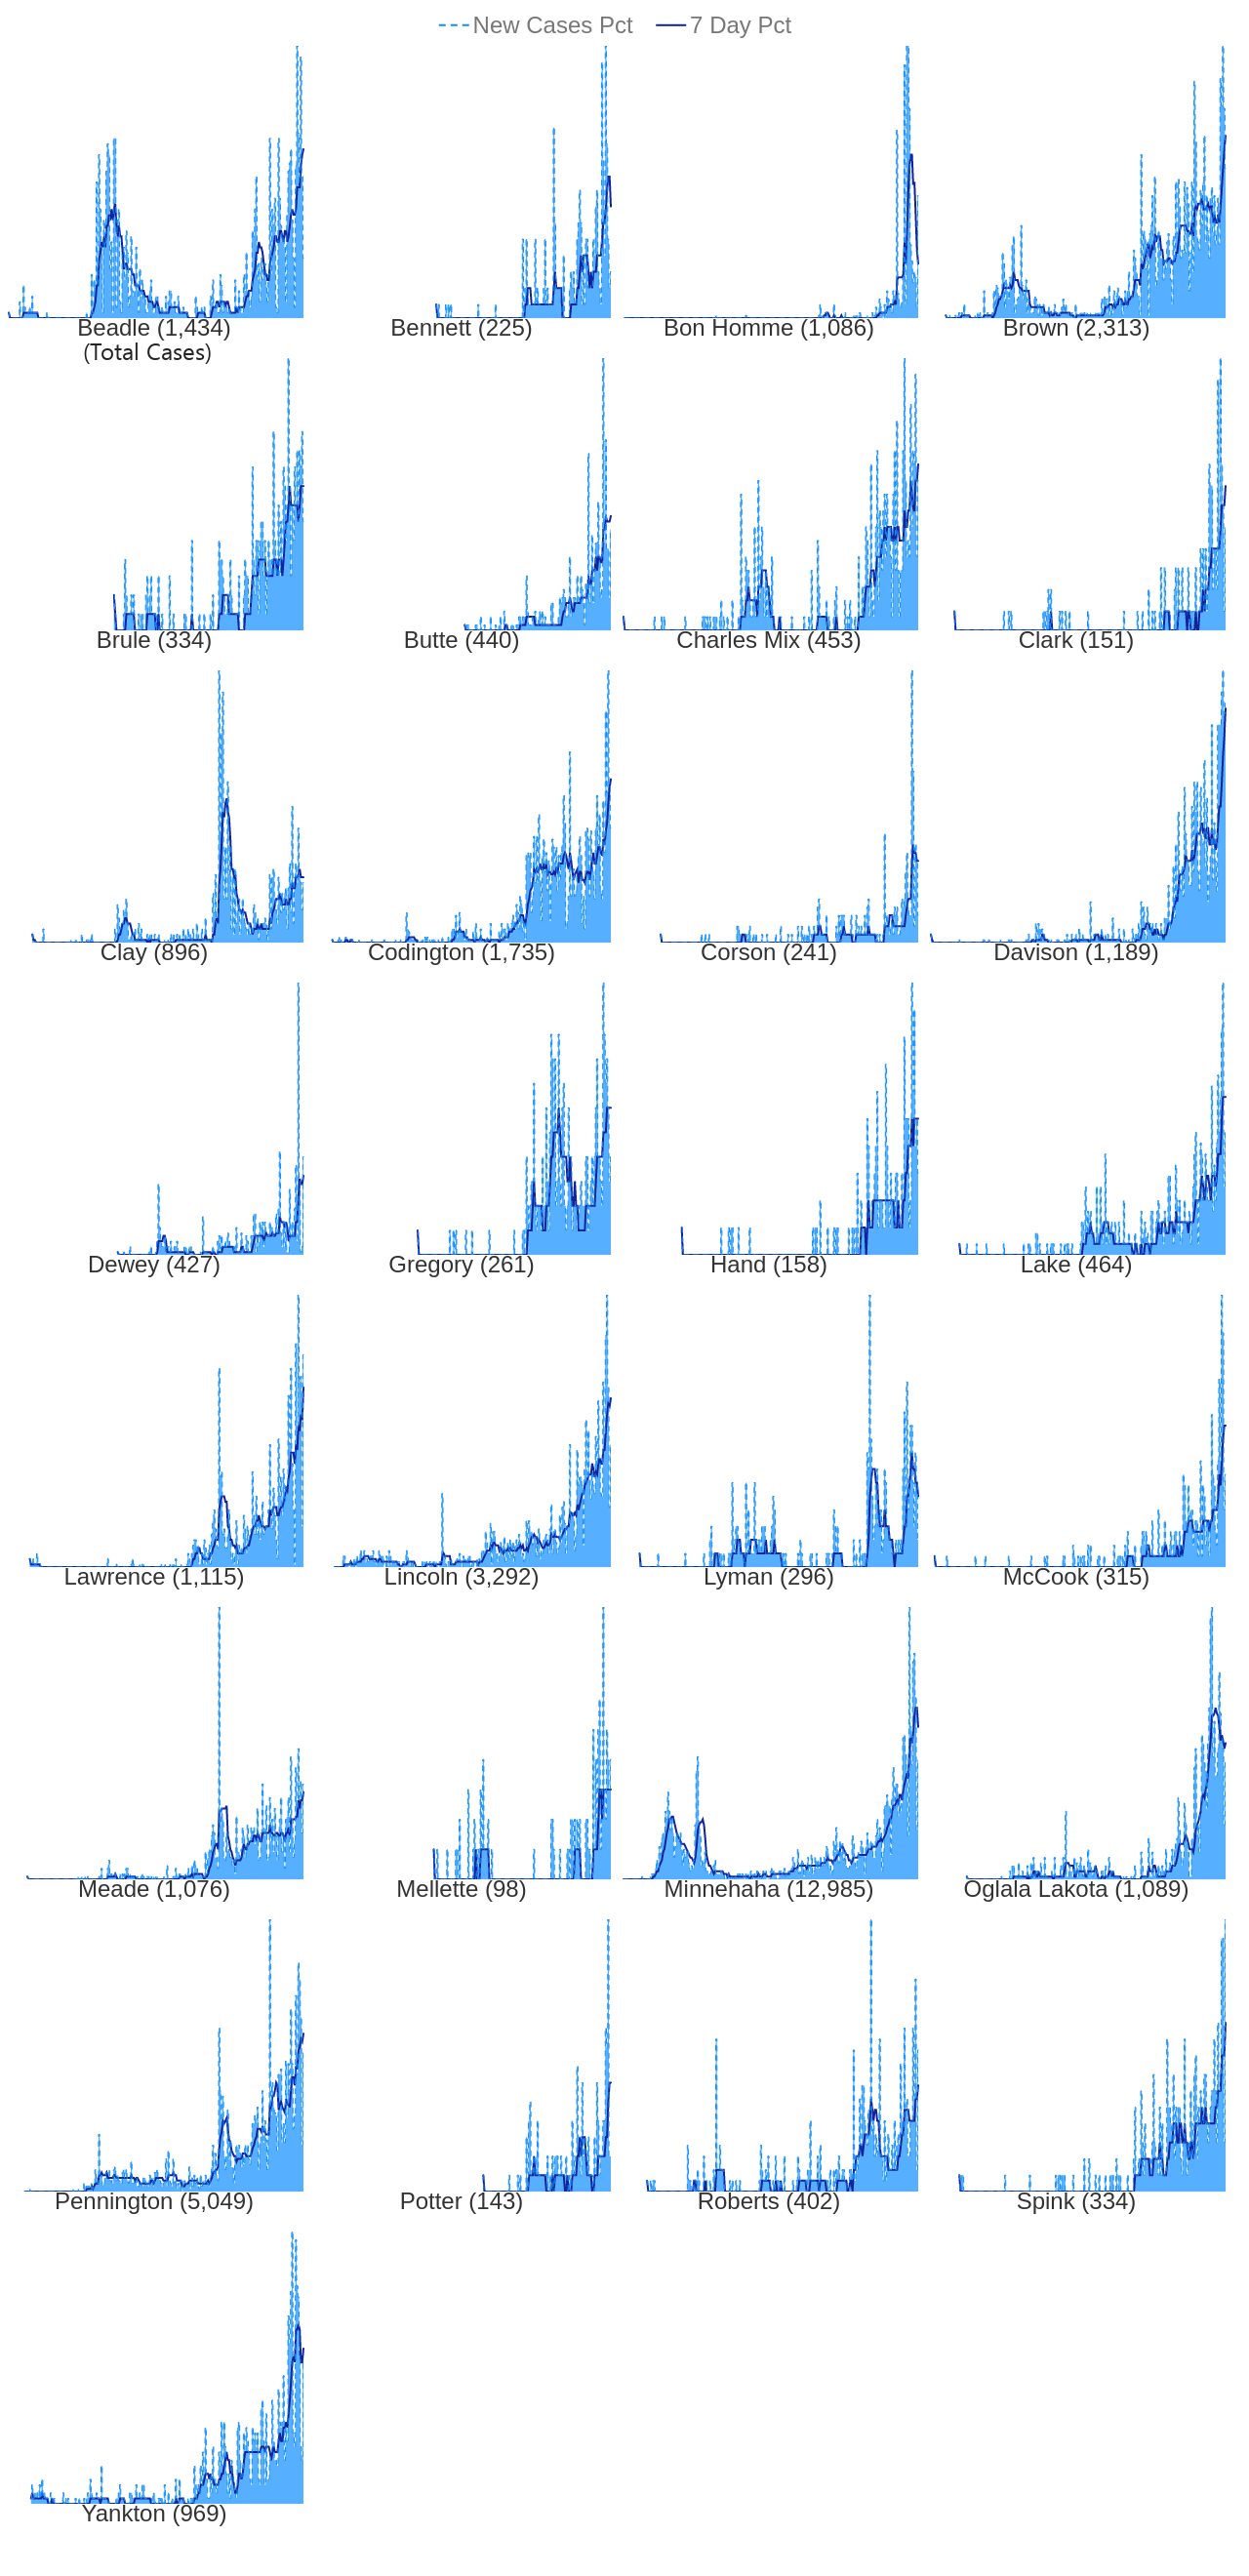 New Cases Pct 7 Day Pct
Beadle (1,434) Bennett (225) Bon Homme (1,086) Brown (2,313)
(Total Cases)
Brule (334) Butte (440) Charles Mix (453) Clark (151)
Clay (896) Codington (1,735) Corson (241) Davison (1,189)
Dewey (427) Gregory (261) Hand (158) Lake (464)
Lawrence (1,115) Lincoln (3,292) Lyman (296) McCook (315)
Meade (1,076) Mellette (98) Minnehaha (12,985) Oglala Lakota (1,089)
Pennington (5,049) Potter (143) Roberts (402) Spink (334)
Yankton (969)